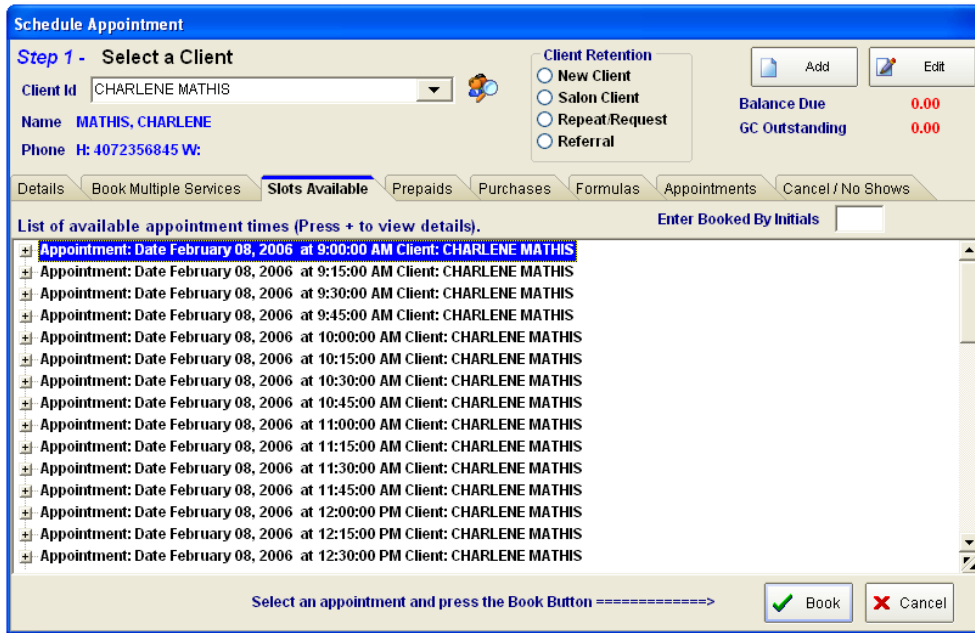 Schedule Appointment
Step 1 - Select a Client
Client Id CHARLENE MATHIS
Name MATHIS, CHARLENE
Phone H: 4072356845 W:
Client Retention
New Client
Salon Client
Repeat/Request
Referral
Add Edit
Balance Due 0.00
GC Outstanding 0.00
Details Book Multiple Services Slots Available Prepaids Purchases Formulas Appointments Cancel / No Shows
List of available appointment times (Press + to view details). Enter Booked By Initials
Appointment: Date February 08, 2006 at 9:00:00 AM Client: CHARLENE MATHIS
Appointment: Date February 08, 2006 at 9:15:00 AM Client: CHARLENE MATHIS
Appointment: Date February 08, 2006 at 9:30:00 AM Client: CHARLENE MATHIS
Appointment: Date February 08, 2006 at 9:45:00 AM Client: CHARLENE MATHIS
Appointment: Date February 08, 2006 at 10:00:00 AM Client: CHARLENE MATHIS
Appointment: Date February 08, 2006 at 10:15:00 AM Client: CHARLENE MATHIS
Appointment: Date February 08, 2006 at 10:30:00 AM Client: CHARLENE MATHIS
Appointment: Date February 08, 2006 at 10:45:00 AM Client: CHARLENE MATHIS
Appointment: Date February 08, 2006 at 11:00:00 AM Client: CHARLENE MATHIS
Appointment: Date February 08, 2006 at 11:15:00 AM Client: CHARLENE MATHIS
Appointment: Date February 08, 2006 at 11:30:00 AM Client: CHARLENE MATHIS
Appointment: Date February 08, 2006 at 11:45:00 AM Client: CHARLENE MATHIS
Appointment: Date February 08, 2006 at 12:00:00 PM Client: CHARLENE MATHIS
Appointment: Date February 08, 2006 at 12:15:00 PM Client: CHARLENE MATHIS
Appointment: Date February 08, 2006 at 12:30:00 PM Client: CHARLENE MATHIS
Select an appointment and press the Book Button =============> Book Cancel